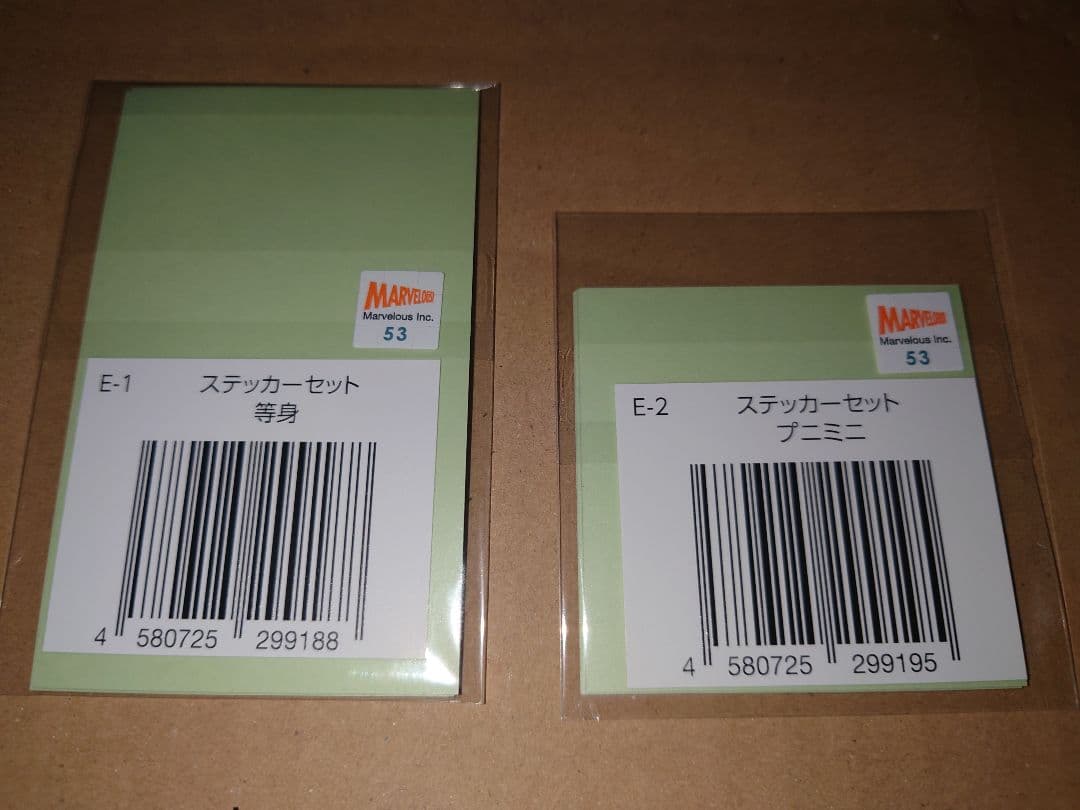 MARVELOUS!
Marvelous Inc.
53
E-1 ステッカーセット
等身
4 580725 299188
MARVELOUS!
Marvelous Inc.
53
E-2 ステッカーセット
プニミニ
4 580725 299195